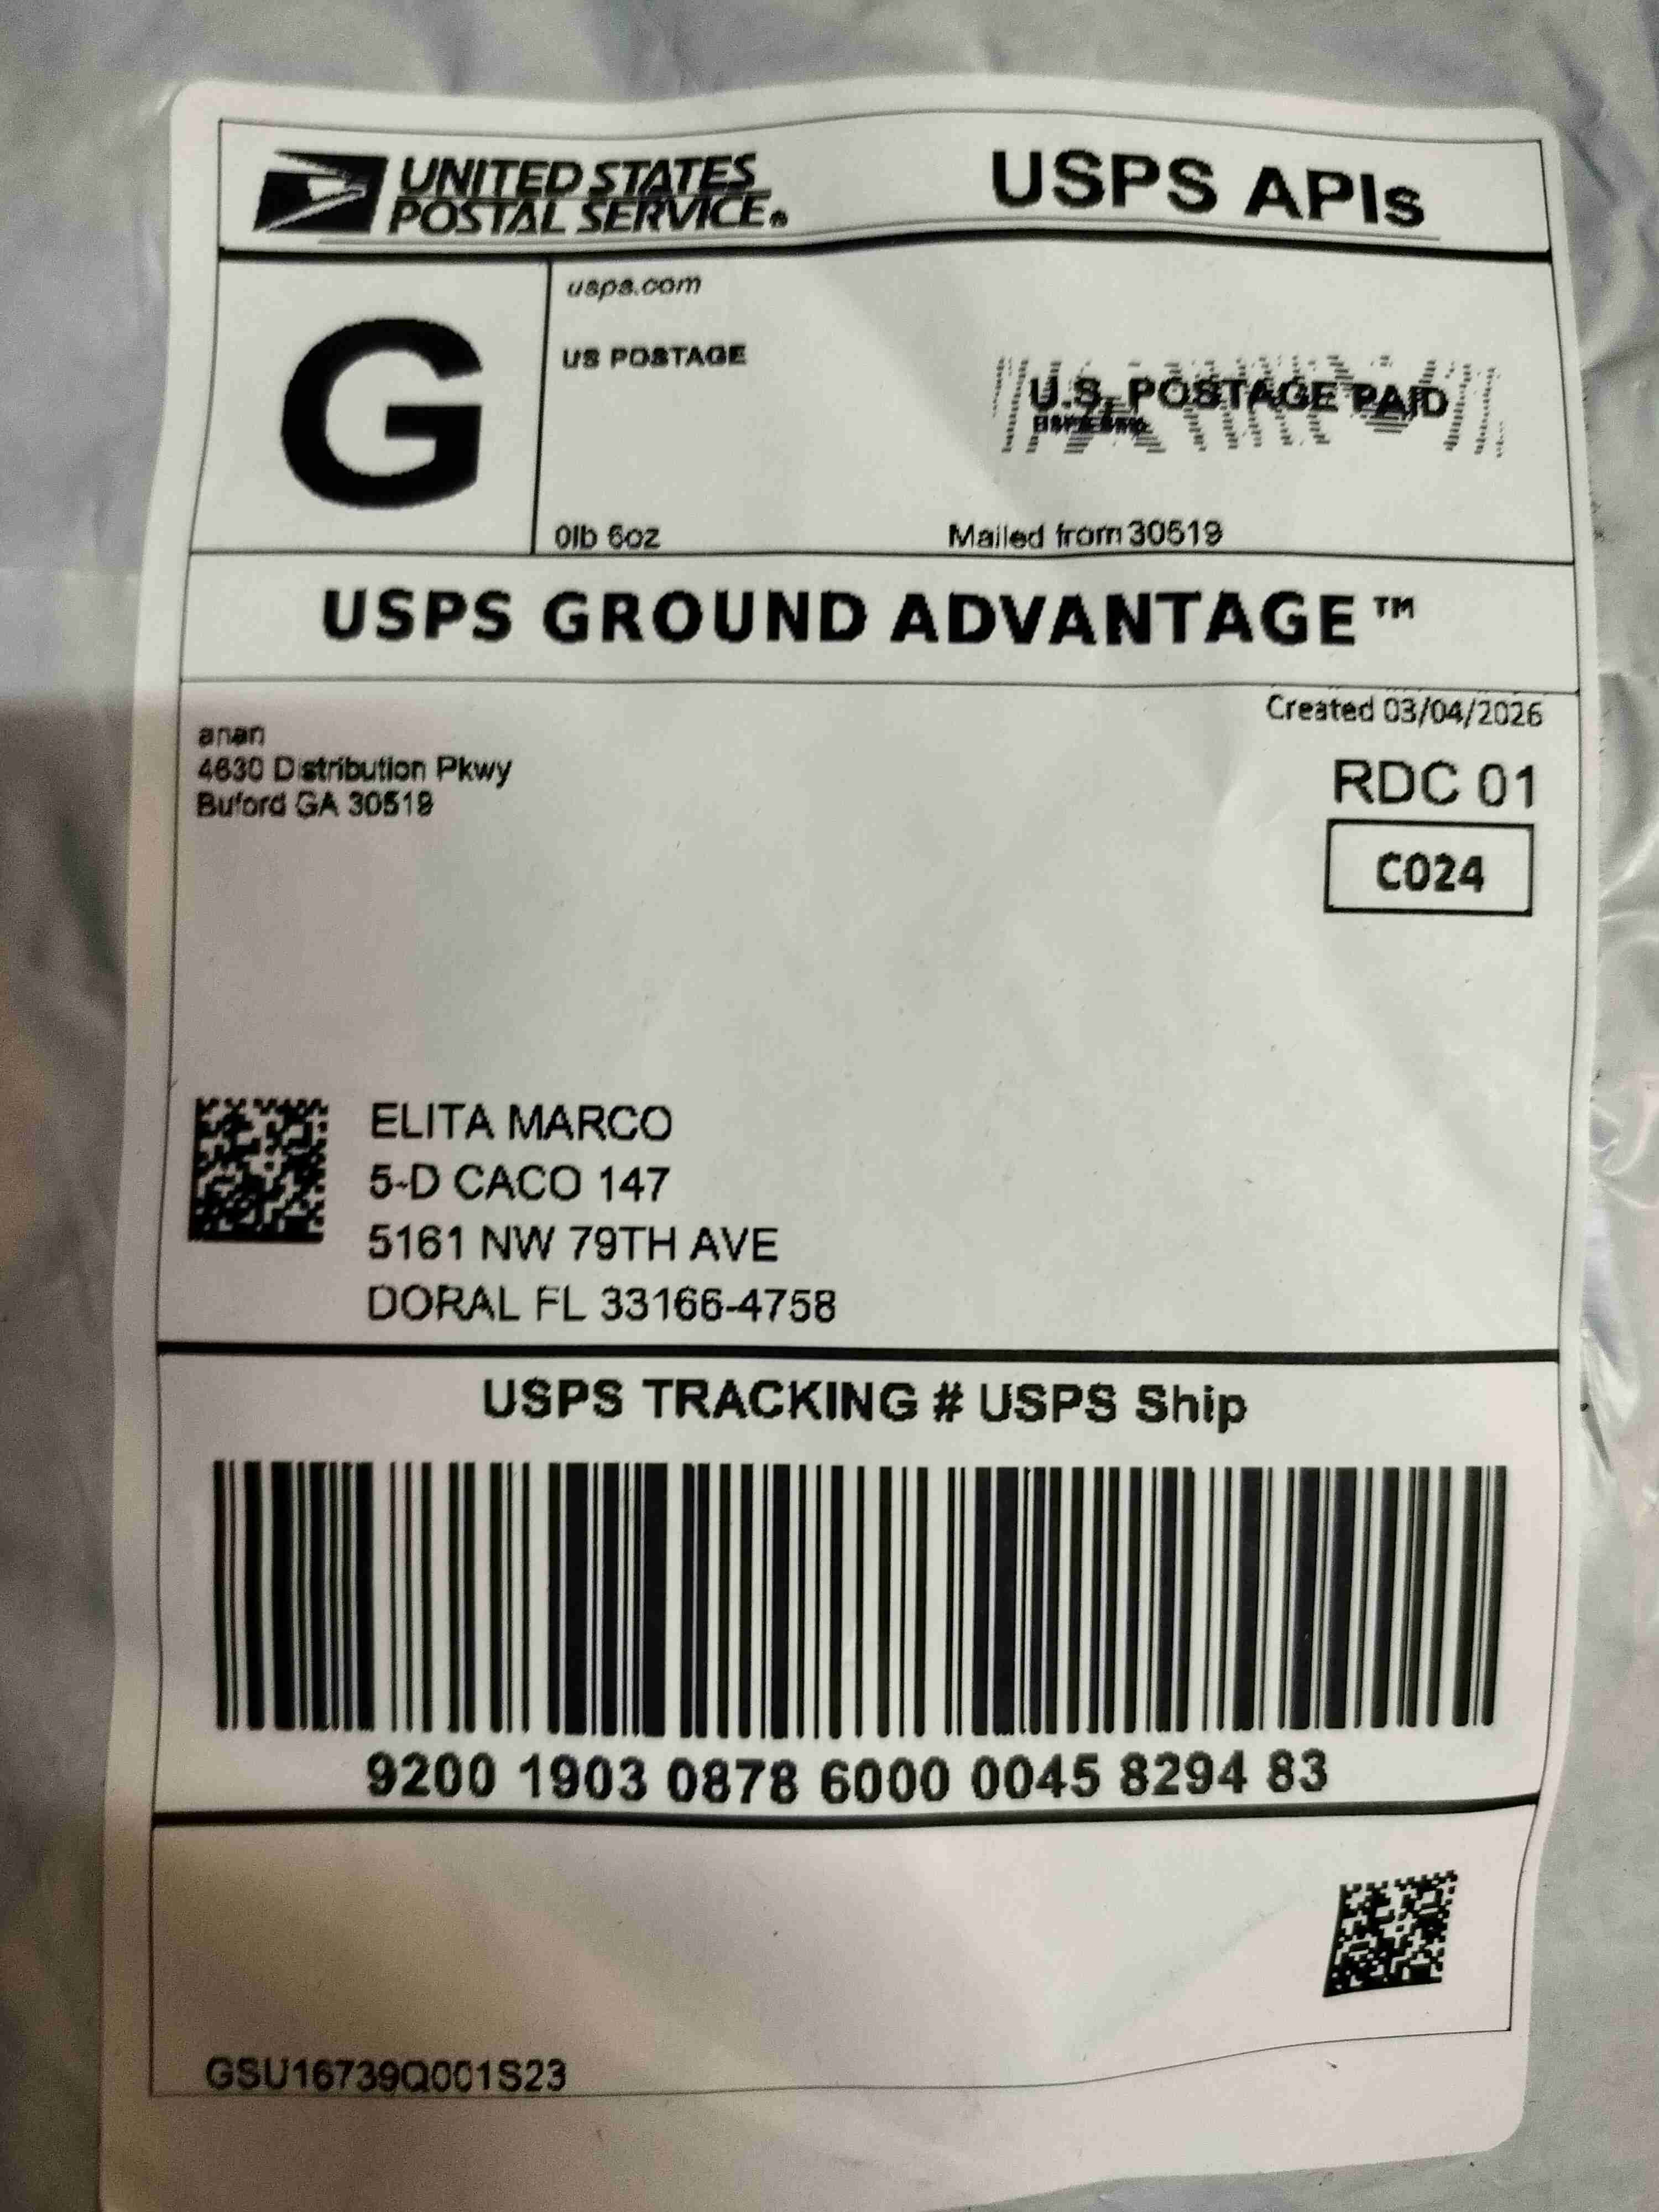 UNITED STATES
POSTAL SERVICE®
USPS APIs
G
usps.com
US POSTAGE
U.S. POSTAGE PAID
0lb 6oz
Mailed from 30519
USPS GROUND ADVANTAGE™
Created 03/04/2026
anan
4630 Distribution Pkwy
Buford GA 30519
RDC 01
C024
ELITA MARCO
5-D CACO 147
5161 NW 79TH AVE
DORAL FL 33166-4758
USPS TRACKING # USPS Ship
9200 1903 0878 6000 0045 8294 83
GSU16739Q001S23